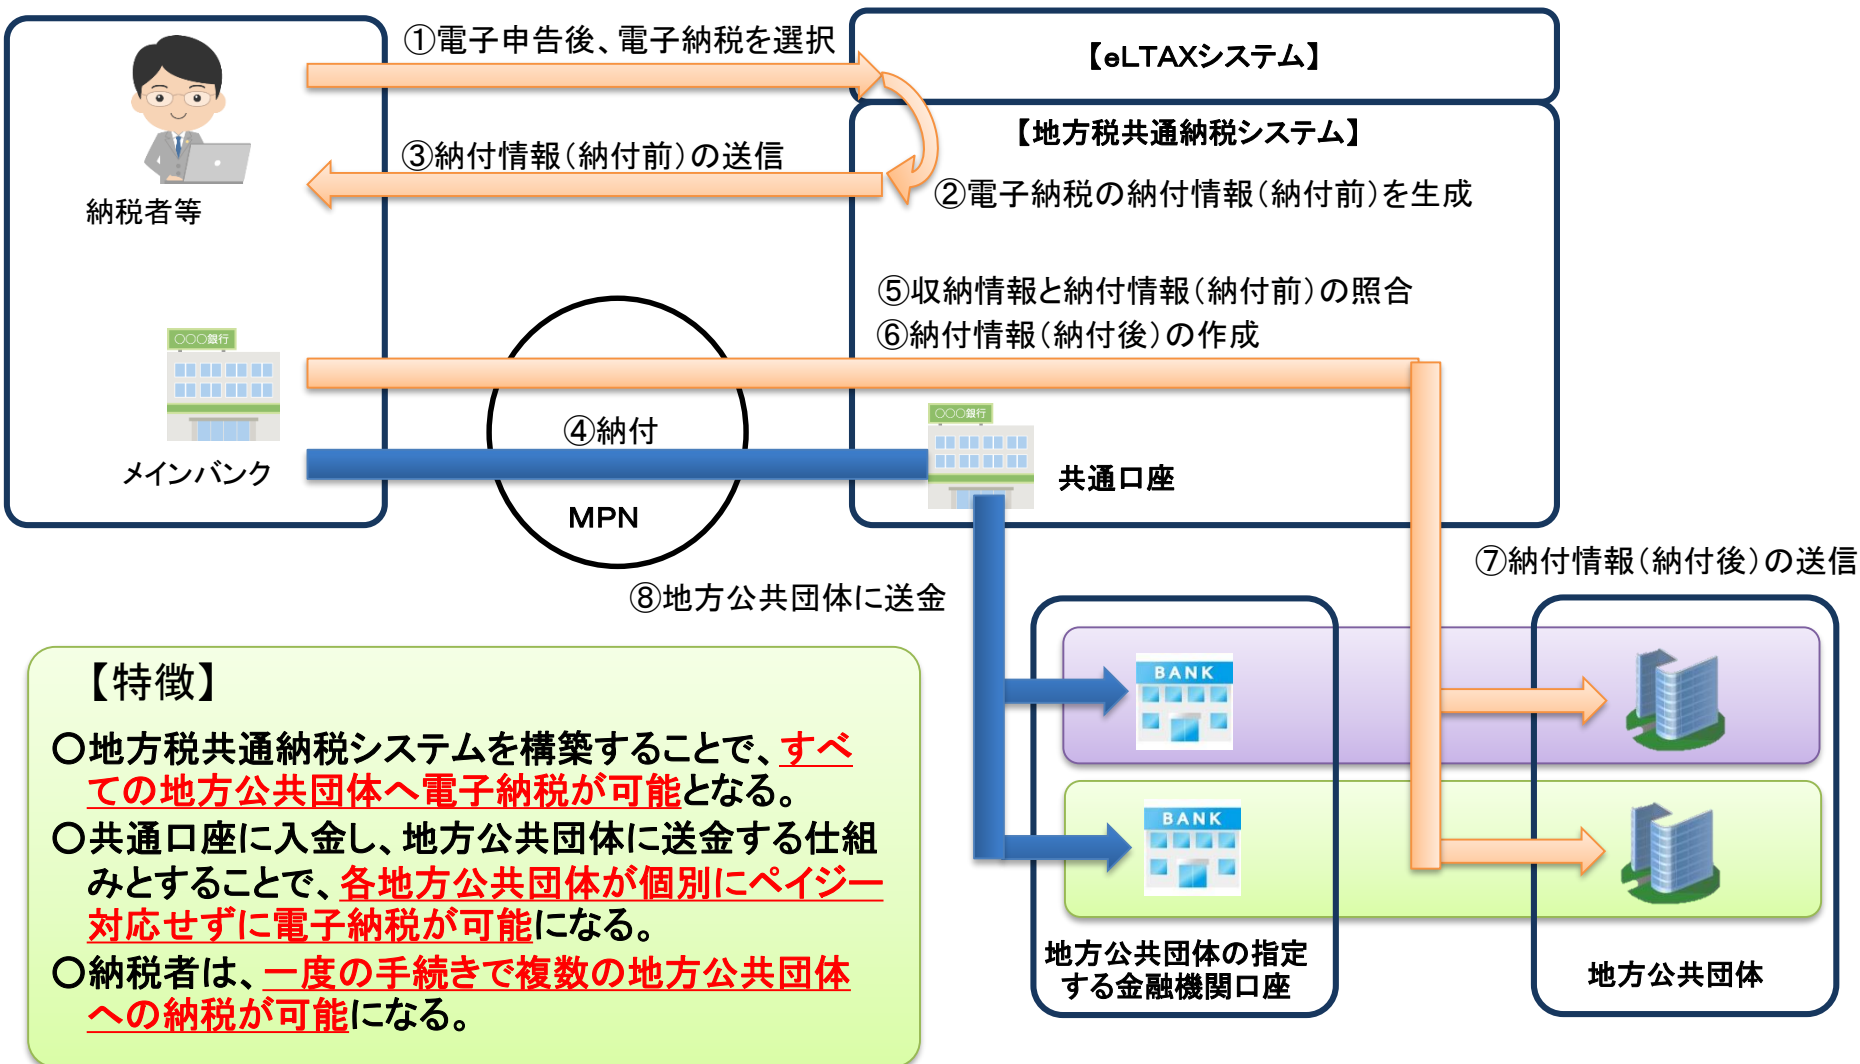 ①電子申告後、電子納税を選択
【eLTAXシステム】
【地方税共通納税システム】
③納付情報(納付前)の送信
②電子納税の納付情報(納付前)を生成
納税者等
⑤収納情報と納付情報(納付前)の照合
⑥納付情報(納付後)の作成
〇〇〇銀行
〇〇〇銀行
④納付
メインバンク
共通口座
MPN
⑦納付情報(納付後)の送信
⑧地方公共団体に送金
【特徴】
〇地方税共通納税システムを構築することで、すべ
ての地方公共団体へ電子納税が可能となる。
〇共通口座に入金し、地方公共団体に送金する仕組
みとすることで、各地方公共団体が個別にペイジー
対応せずに電子納税が可能になる。
〇納税者は、一度の手続きで複数の地方公共団体
への納税が可能になる。
BANK
BANK
地方公共団体の指定
する金融機関口座
地方公共団体